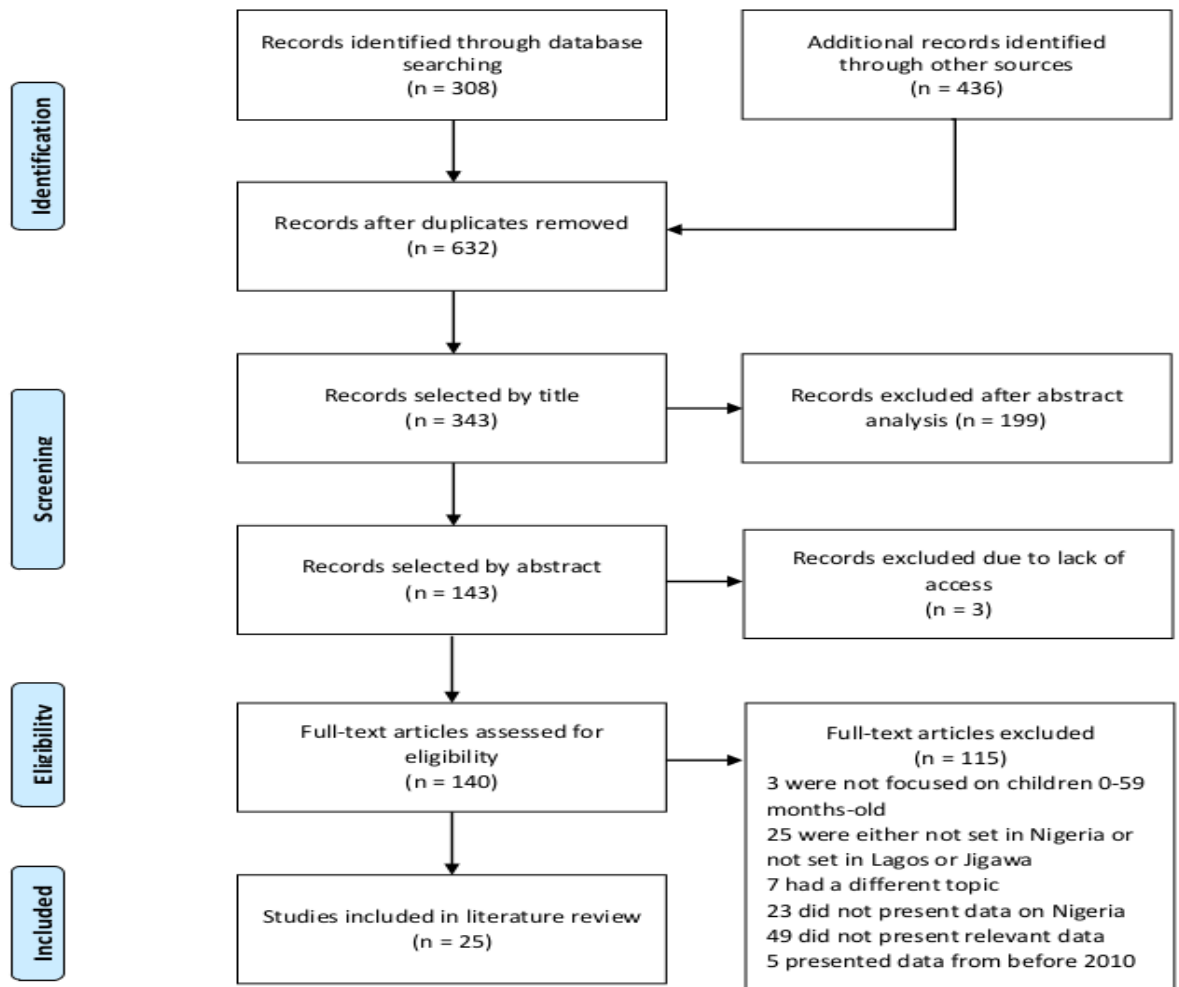 Identification
Records identified through database
searching
(n = 308)
Additional records identified
through other sources
(n = 436)
Records after duplicates removed
(n = 632)
Screening
Records selected by title
(n = 343)
Records excluded after abstract
analysis (n = 199)
Records selected by abstract
(n = 143)
Records excluded due to lack of
access
(n = 3)
Eligibility
Full-text articles assessed for
eligibility
(n = 140)
Full-text articles excluded
(n = 115)
3 were not focused on children 0-59
months-old
25 were either not set in Nigeria or
not set in Lagos or Jigawa
7 had a different topic
23 did not present data on Nigeria
49 did not present relevant data
5 presented data from before 2010
Included
Studies included in literature review
(n = 25)